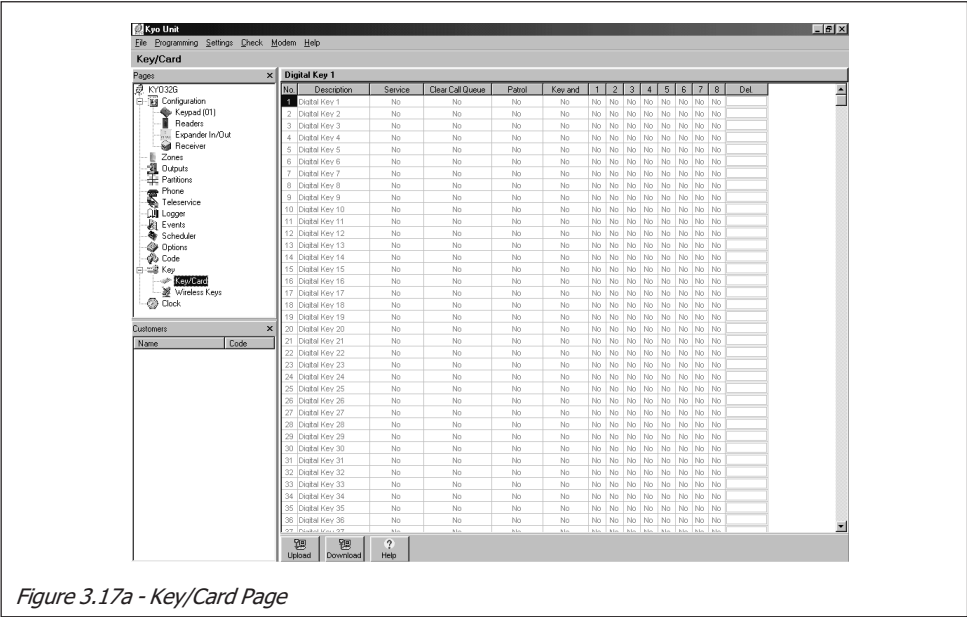 Kyo Unit
File Programming Settings Check Modem Help
Key/Card
Pages
KYO32G
Configuration
Keypad (01)
Readers
Expander In/Out
Receiver
Zones
Outputs
Partitions
Phone
Teleservice
Logger
Events
Scheduler
Options
Code
Key
Key/Card
Wireless Keys
Clock
Customers
Name Code
Digital Key 1
No. Description Service Clear Call Queue Patrol Key and 1 2 3 4 5 6 7 8 Del.
1 Digital Key 1 No No No No No No No No No No No No
2 Digital Key 2 No No No No No No No No No No No No
3 Digital Key 3 No No No No No No No No No No No No
4 Digital Key 4 No No No No No No No No No No No No
5 Digital Key 5 No No No No No No No No No No No No
6 Digital Key 6 No No No No No No No No No No No No
7 Digital Key 7 No No No No No No No No No No No No
8 Digital Key 8 No No No No No No No No No No No No
9 Digital Key 9 No No No No No No No No No No No No
10 Digital Key 10 No No No No No No No No No No No No
11 Digital Key 11 No No No No No No No No No No No No
12 Digital Key 12 No No No No No No No No No No No No
13 Digital Key 13 No No No No No No No No No No No No
14 Digital Key 14 No No No No No No No No No No No No
15 Digital Key 15 No No No No No No No No No No No No
16 Digital Key 16 No No No No No No No No No No No No
17 Digital Key 17 No No No No No No No No No No No No
18 Digital Key 18 No No No No No No No No No No No No
19 Digital Key 19 No No No No No No No No No No No No
20 Digital Key 20 No No No No No No No No No No No No
21 Digital Key 21 No No No No No No No No No No No No
22 Digital Key 22 No No No No No No No No No No No No
23 Digital Key 23 No No No No No No No No No No No No
24 Digital Key 24 No No No No No No No No No No No No
25 Digital Key 25 No No No No No No No No No No No No
26 Digital Key 26 No No No No No No No No No No No No
27 Digital Key 27 No No No No No No No No No No No No
28 Digital Key 28 No No No No No No No No No No No No
29 Digital Key 29 No No No No No No No No No No No No
30 Digital Key 30 No No No No No No No No No No No No
31 Digital Key 31 No No No No No No No No No No No No
32 Digital Key 32 No No No No No No No No No No No No
33 Digital Key 33 No No No No No No No No No No No No
34 Digital Key 34 No No No No No No No No No No No No
35 Digital Key 35 No No No No No No No No No No No No
36 Digital Key 36 No No No No No No No No No No No No
Upload Download Help
Figure 3.17a - Key/Card Page